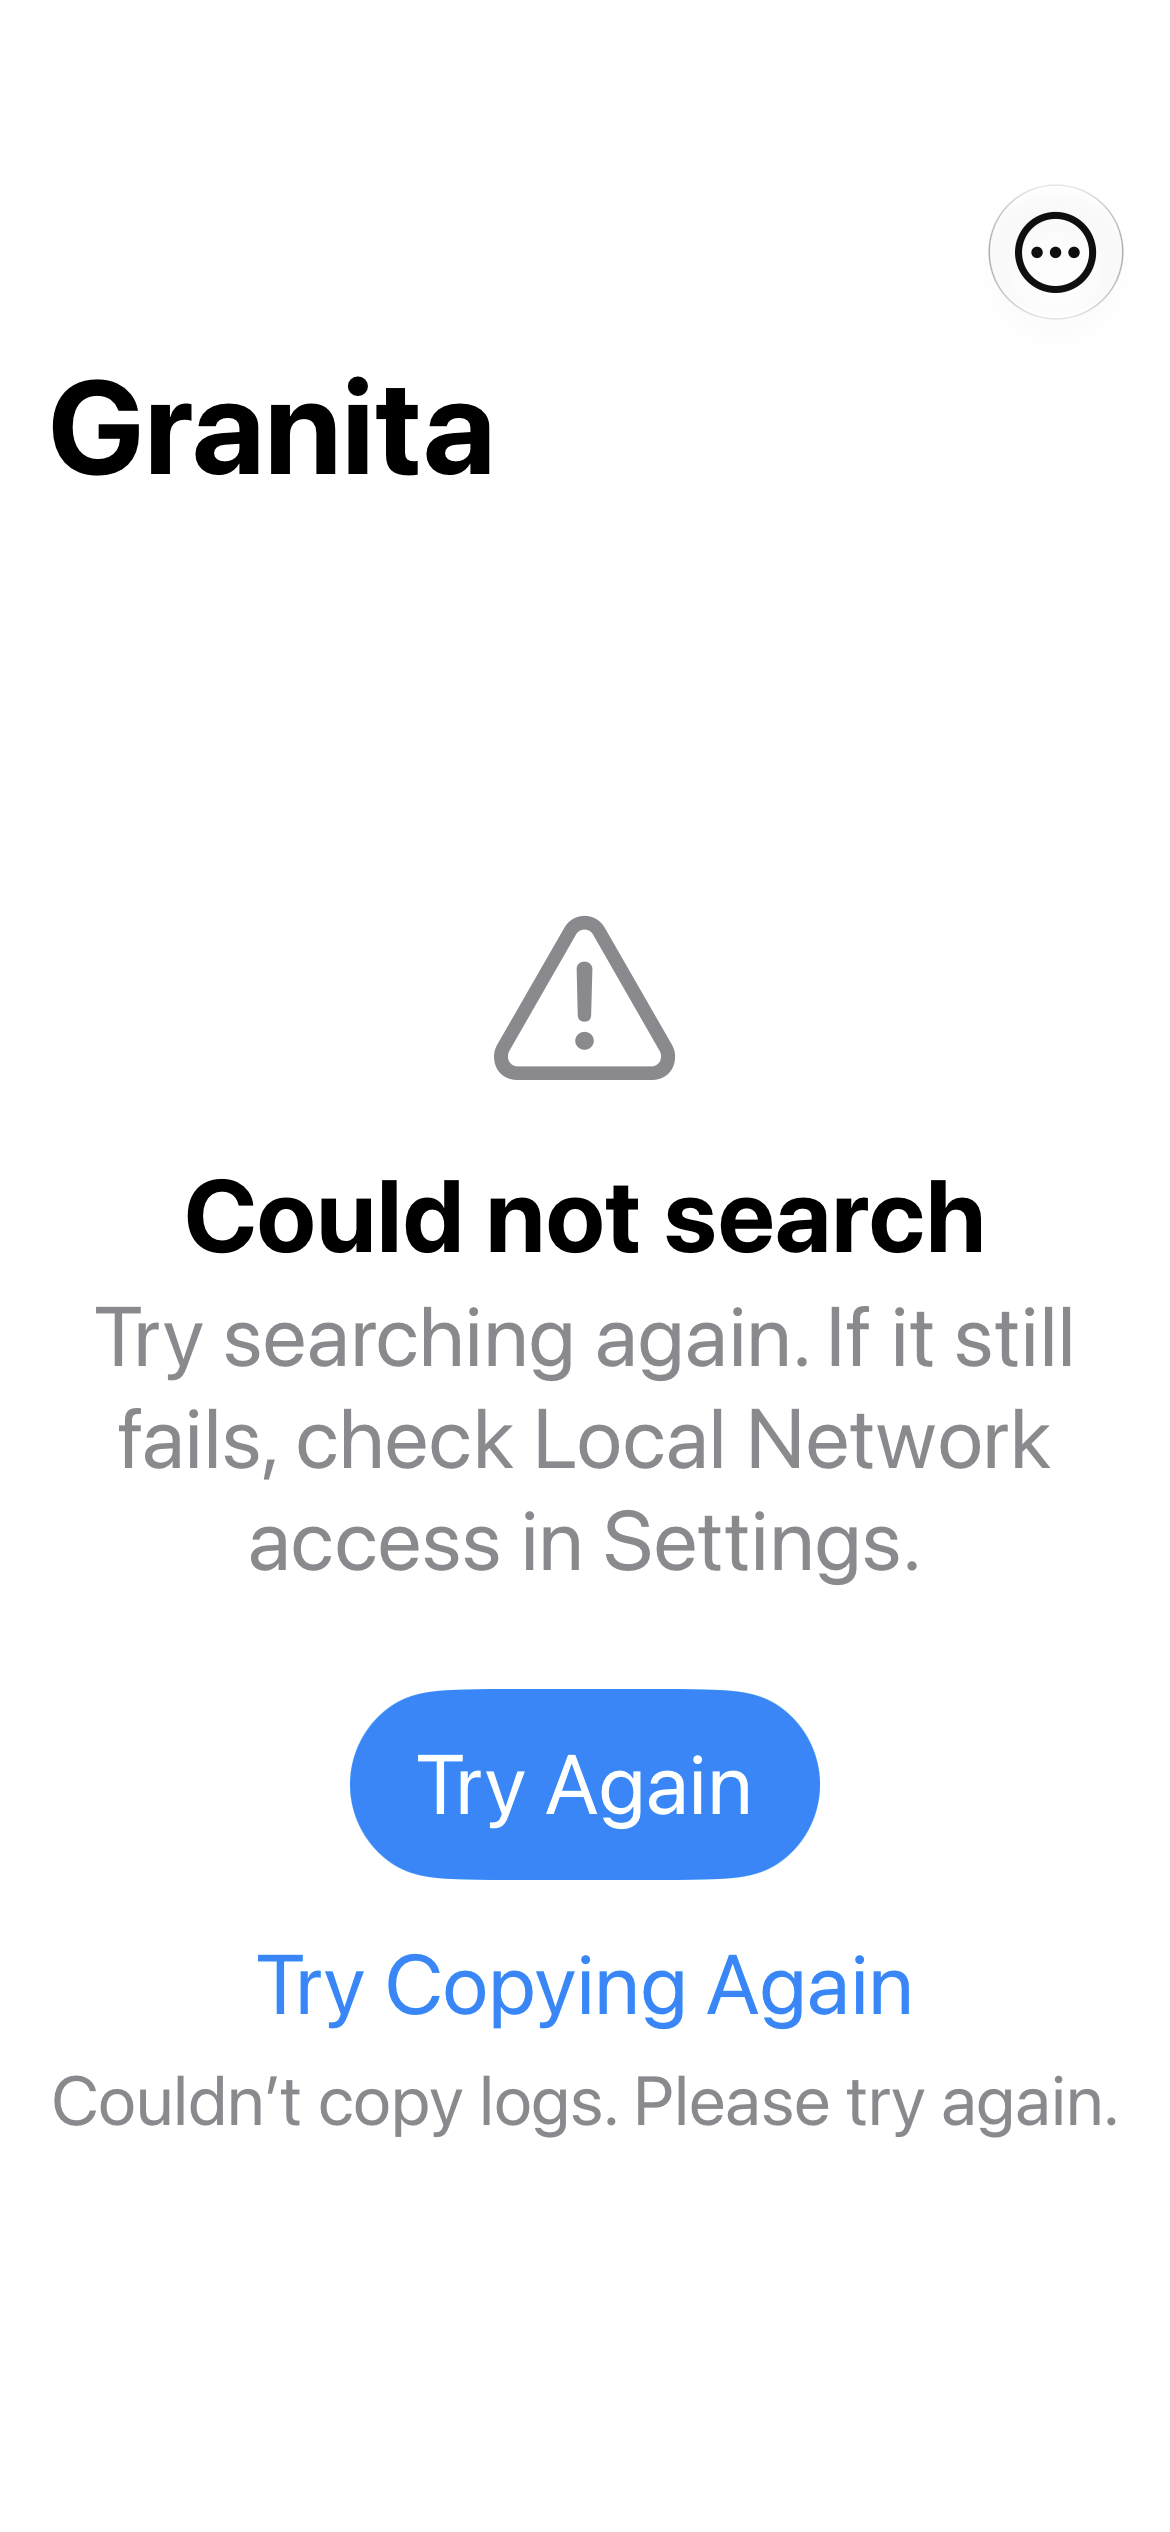 Granita
Could not search
Try searching again. If it still
fails, check Local Network
access in Settings.
Try Again
Try Copying Again
Couldn’t copy logs. Please try again.